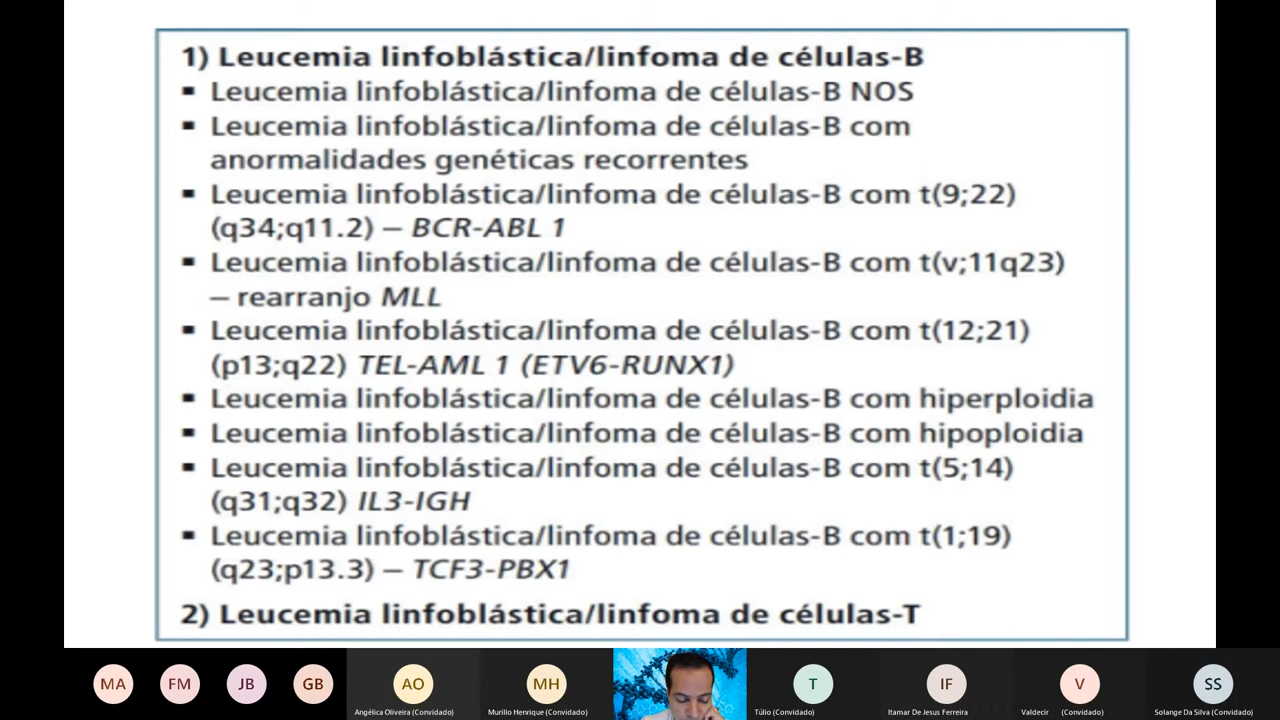 1) Leucemia linfoblástica/linfoma de células-B
▪ Leucemia linfoblástica/linfoma de células-B NOS
▪ Leucemia linfoblástica/linfoma de células-B com
anormalidades genéticas recorrentes
▪ Leucemia linfoblástica/linfoma de células-B com t(9;22)
(q34;q11.2) – BCR-ABL 1
▪ Leucemia linfoblástica/linfoma de células-B com t(v;11q23)
– rearranjo MLL
▪ Leucemia linfoblástica/linfoma de células-B com t(12;21)
(p13;q22) TEL-AML 1 (ETV6-RUNX1)
▪ Leucemia linfoblástica/linfoma de células-B com hiperploidia
▪ Leucemia linfoblástica/linfoma de células-B com hipoploidia
▪ Leucemia linfoblástica/linfoma de células-B com t(5;14)
(q31;q32) IL3-IGH
▪ Leucemia linfoblástica/linfoma de células-B com t(1;19)
(q23;p13.3) – TCF3-PBX1
2) Leucemia linfoblástica/linfoma de células-T
MA FM JB GB AO MH T IF V SS
Angélica Oliveira (Convidado) Murillo Henrique (Convidado) Túlio (Convidado) Itamar De Jesus Ferreira Valdecir (Convidado) Solange Da Silva (Convidado)